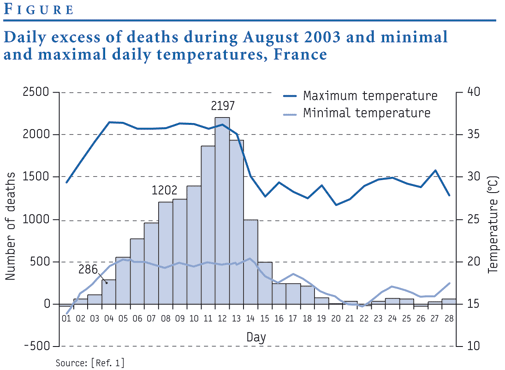 FIGURE
Daily excess of deaths during August 2003 and minimal
and maximal daily temperatures, France
2500
2000
1500
1000
500
0
−500
Number of deaths
40
35
30
25
20
15
10
Temperature (°C)
Maximum temperature
Minimal temperature
2197
1202
286
01 02 03 04 05 06 07 08 09 10 11 12 13 14 15 16 17 18 19 20 21 22 23 24 25 26 27 28
Day
Source: [Ref. 1]